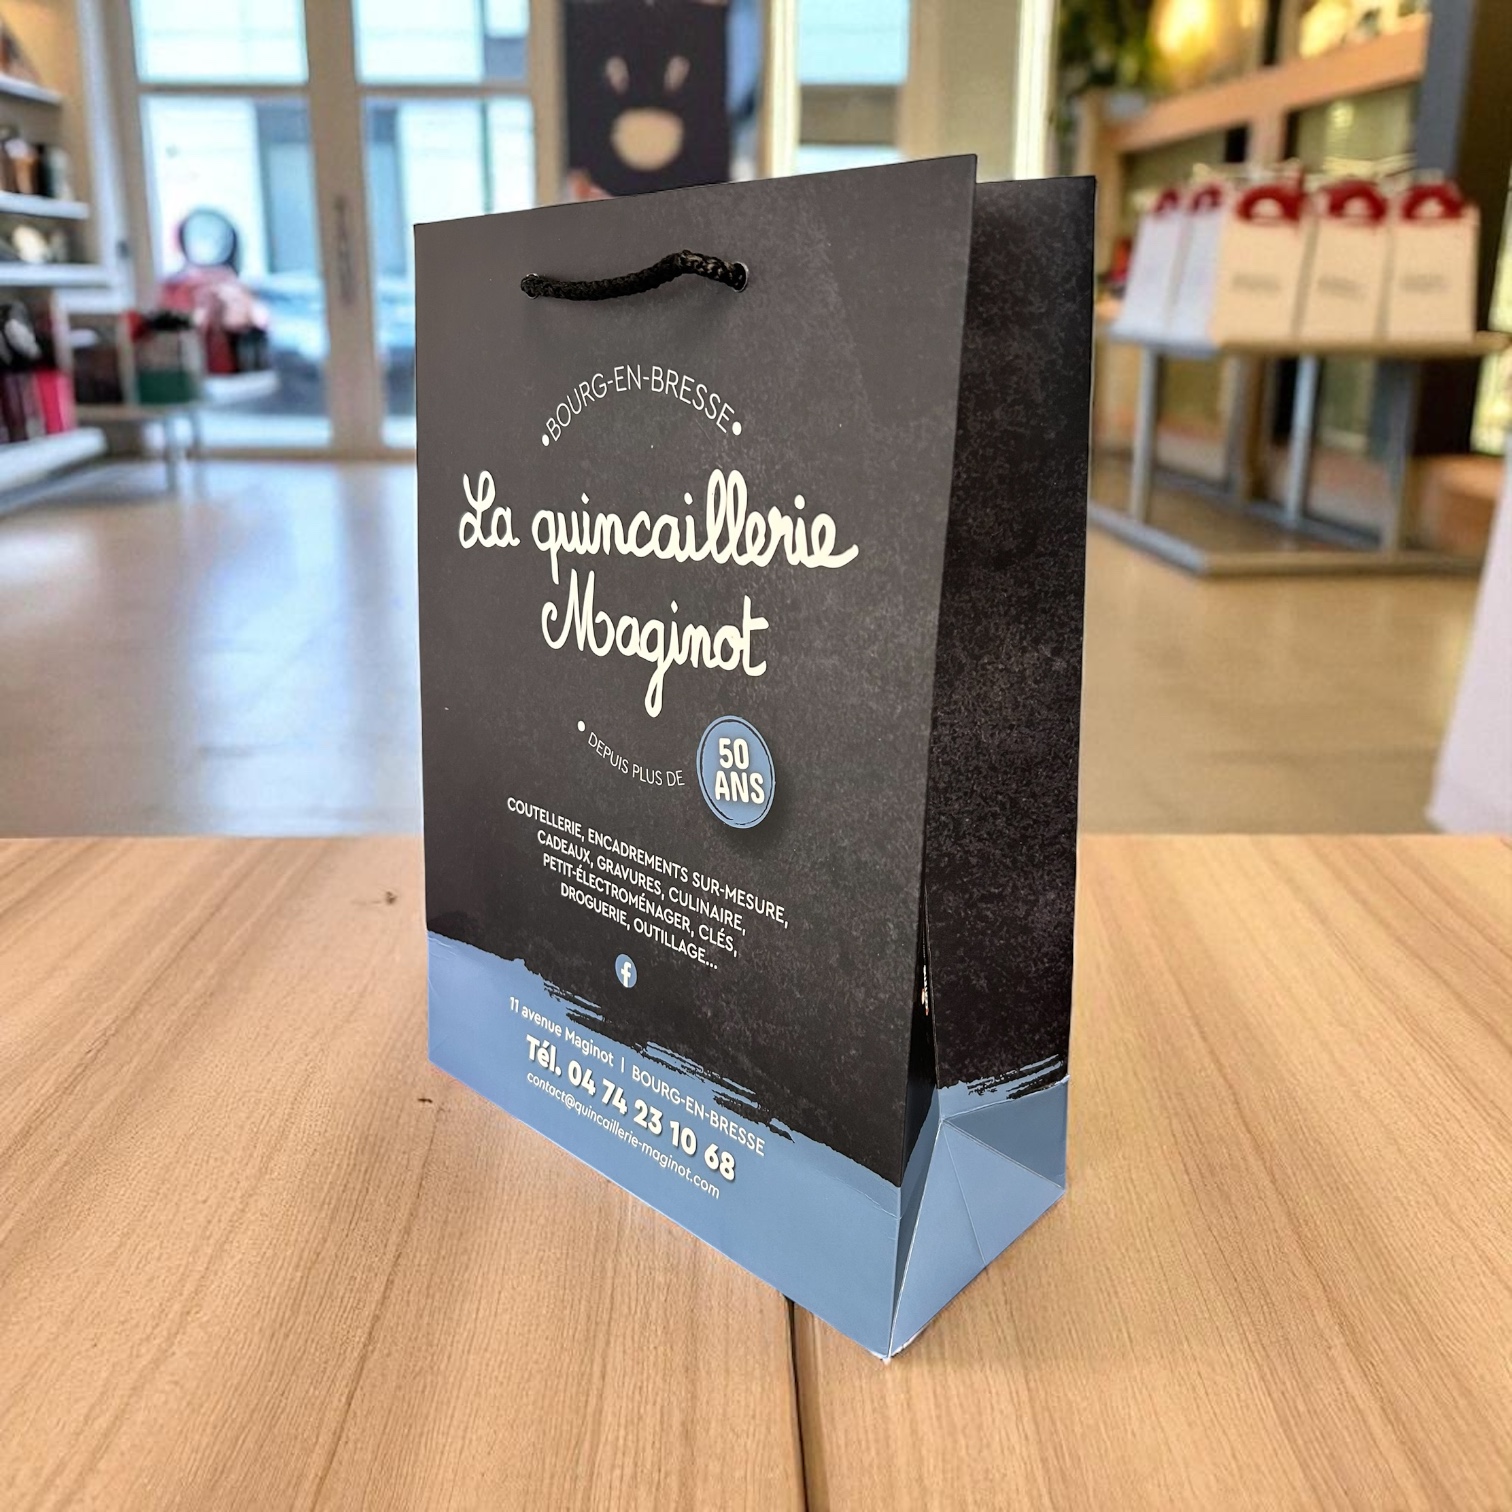 •BOURG-EN-BRESSE•
La quincaillerie
Maginot
• DEPUIS PLUS DE
50
ANS
COUTELLERIE, ENCADREMENTS SUR-MESURE,
CADEAUX, GRAVURES, CULINAIRE,
PETIT-ÉLECTROMÉNAGER, CLÉS,
DROGUERIE, OUTILLAGE...
f
11 avenue Maginot | BOURG-EN-BRESSE
Tél. 04 74 23 10 68
contact@quincaillerie-maginot.com